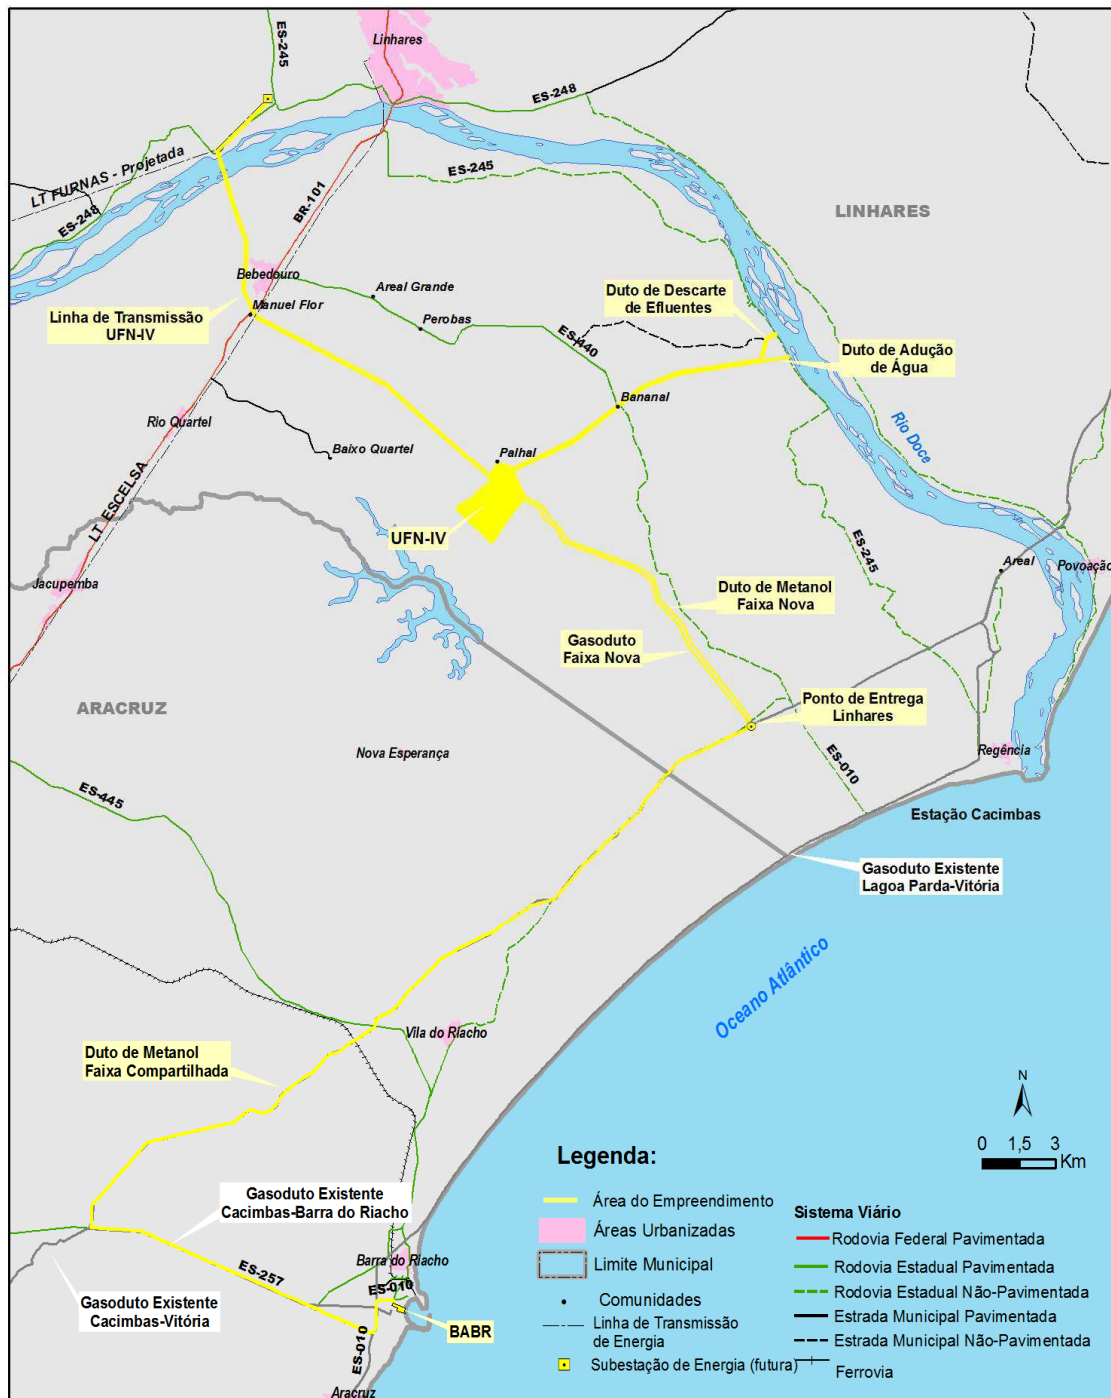 Linhares
ES-245
ES-248
LT FURNAS - Projetada
ES-245
ES-248
BR-101
LINHARES
Bebedouro
Areal Grande
Manuel Flor
Linha de Transmissão
UFN-IV
Perobas
Duto de Descarte
de Efluentes
ES-440
Duto de Adução
de Água
Bananal
Rio Quartel
Rio Doce
Baixo Quartel
Palhal
LT ESCELSA
UFN-IV
ES-245
Areal
Povoação
Jacupemba
Duto de Metanol
Faixa Nova
Gasoduto
Faixa Nova
ARACRUZ
Ponto de Entrega
Linhares
Nova Esperança
Regência
ES-010
ES-445
Estação Cacimbas
Gasoduto Existente
Lagoa Parda-Vitória
Oceano Atlântico
Vila do Riacho
Duto de Metanol
Faixa Compartilhada
N
0 1,5 3
Km
Gasoduto Existente
Cacimbas-Barra do Riacho
Barra do Riacho
ES-257
ES-010
Gasoduto Existente
Cacimbas-Vitória
BABR
ES-010
Aracruz
Legenda:
Área do Empreendimento
Áreas Urbanizadas
Limite Municipal
Comunidades
Linha de Transmissão
de Energia
Subestação de Energia (futura)
Sistema Viário
Rodovia Federal Pavimentada
Rodovia Estadual Pavimentada
Rodovia Estadual Não-Pavimentada
Estrada Municipal Pavimentada
Estrada Municipal Não-Pavimentada
Ferrovia